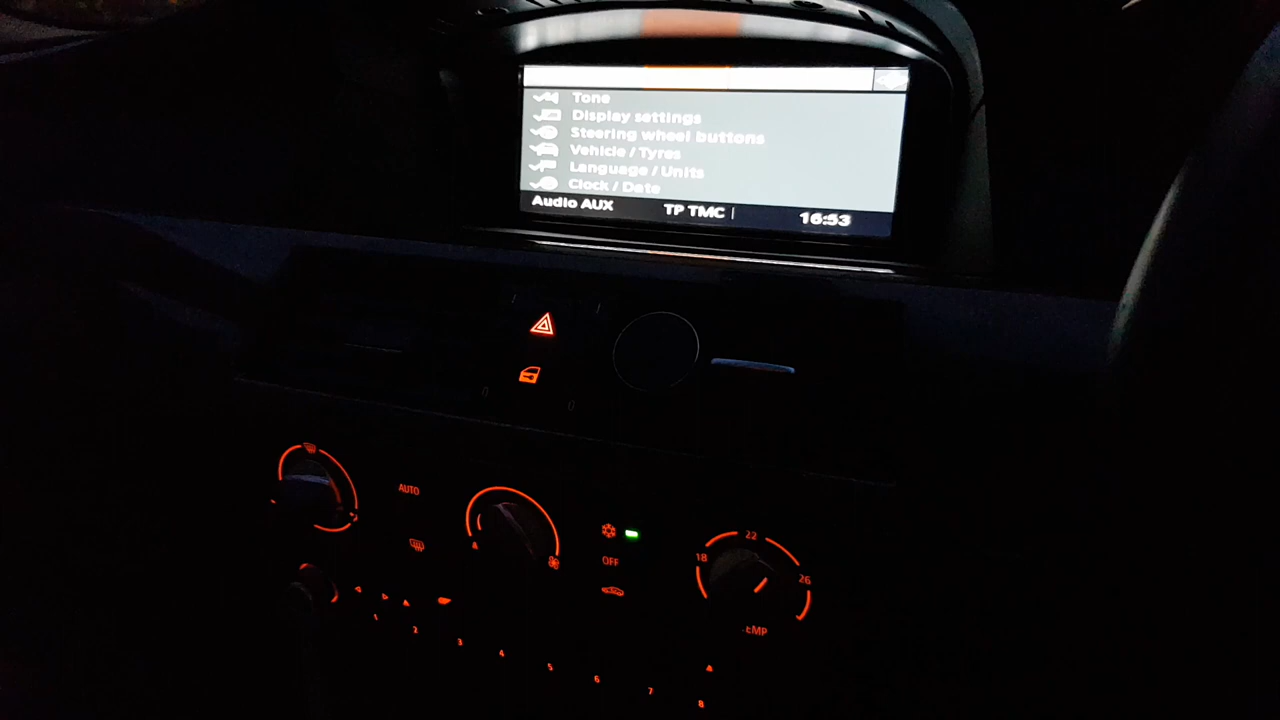 Tone
Display settings
Steering wheel buttons
Vehicle / Tyres
Language / Units
Clock / Date
Audio AUX TP TMC 16:53
AUTO
A
OFF
18 22 26
1 2 3 4 5 6 7 8